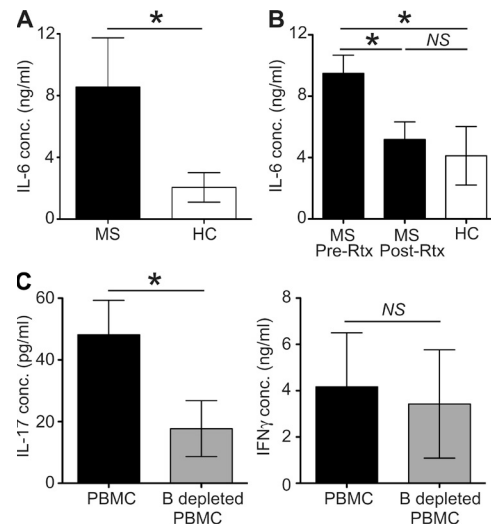 A
*
IL-6 conc. (ng/ml)
12
8
4
0
MS
HC
B
*
*
NS
IL-6 conc. (ng/ml)
12
8
4
0
MS
Pre-Rtx
MS
Post-Rtx
HC
C
*
IL-17 conc. (pg/ml)
60
40
20
0
PBMC
B depleted
PBMC
NS
IFNγ conc. (ng/ml)
8
6
4
2
0
PBMC
B depleted
PBMC